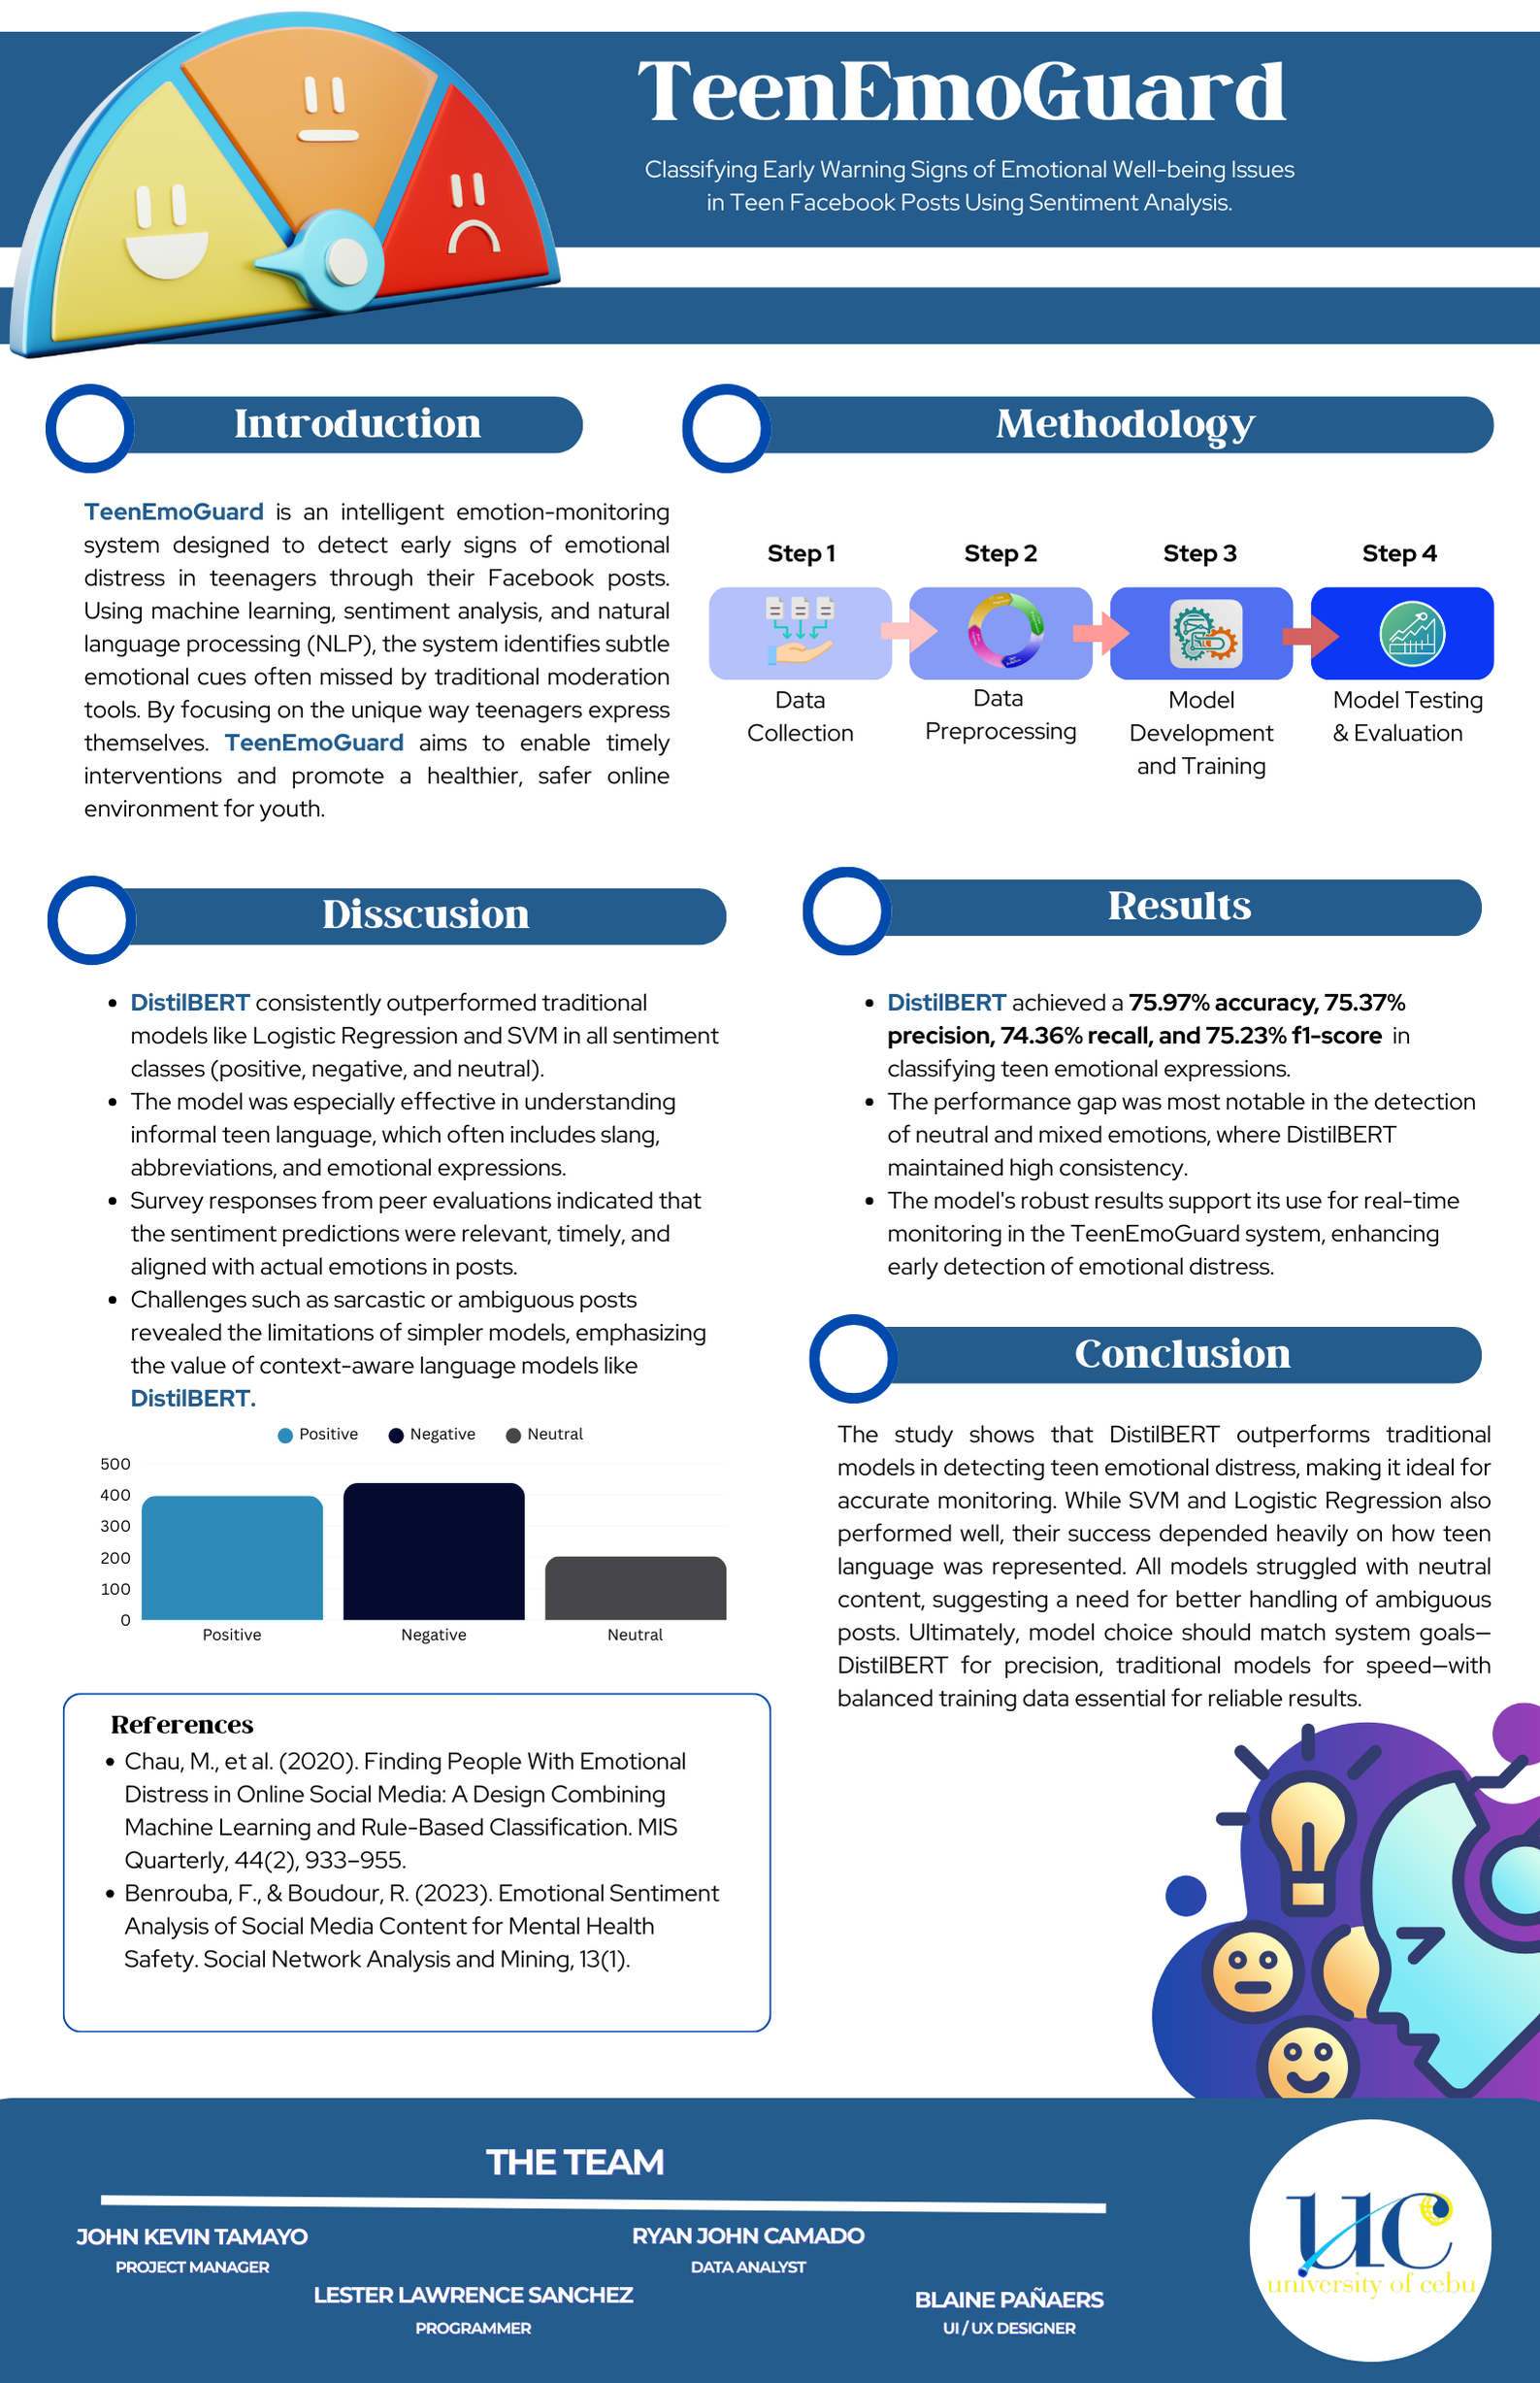 TeenEmoGuard
Classifying Early Warning Signs of Emotional Well-being Issues
in Teen Facebook Posts Using Sentiment Analysis.
Introduction
TeenEmoGuard is an intelligent emotion-monitoring
system designed to detect early signs of emotional
distress in teenagers through their Facebook posts.
Using machine learning, sentiment analysis, and natural
language processing (NLP), the system identifies subtle
emotional cues often missed by traditional moderation
tools. By focusing on the unique way teenagers express
themselves. TeenEmoGuard aims to enable timely
interventions and promote a healthier, safer online
environment for youth.
Methodology
Step 1
Step 2
Step 3
Step 4
Data
Collection
Data
Preprocessing
Model
Development
and Training
Model Testing
& Evaluation
Disscusion
DistilBERT consistently outperformed traditional
models like Logistic Regression and SVM in all sentiment
classes (positive, negative, and neutral).
The model was especially effective in understanding
informal teen language, which often includes slang,
abbreviations, and emotional expressions.
Survey responses from peer evaluations indicated that
the sentiment predictions were relevant, timely, and
aligned with actual emotions in posts.
Challenges such as sarcastic or ambiguous posts
revealed the limitations of simpler models, emphasizing
the value of context-aware language models like
DistilBERT.
Positive Negative Neutral
500
400
300
200
100
0
Positive Negative Neutral
Results
DistilBERT achieved a 75.97% accuracy, 75.37%
precision, 74.36% recall, and 75.23% f1-score in
classifying teen emotional expressions.
The performance gap was most notable in the detection
of neutral and mixed emotions, where DistilBERT
maintained high consistency.
The model's robust results support its use for real-time
monitoring in the TeenEmoGuard system, enhancing
early detection of emotional distress.
Conclusion
The study shows that DistilBERT outperforms traditional
models in detecting teen emotional distress, making it ideal for
accurate monitoring. While SVM and Logistic Regression also
performed well, their success depended heavily on how teen
language was represented. All models struggled with neutral
content, suggesting a need for better handling of ambiguous
posts. Ultimately, model choice should match system goals—
DistilBERT for precision, traditional models for speed—with
balanced training data essential for reliable results.
References
Chau, M., et al. (2020). Finding People With Emotional
Distress in Online Social Media: A Design Combining
Machine Learning and Rule-Based Classification. MIS
Quarterly, 44(2), 933–955.
Benrouba, F., & Boudour, R. (2023). Emotional Sentiment
Analysis of Social Media Content for Mental Health
Safety. Social Network Analysis and Mining, 13(1).
THE TEAM
JOHN KEVIN TAMAYO
PROJECT MANAGER
LESTER LAWRENCE SANCHEZ
PROGRAMMER
RYAN JOHN CAMADO
DATA ANALYST
BLAINE PAÑAERS
UI / UX DESIGNER
uc
university of cebu